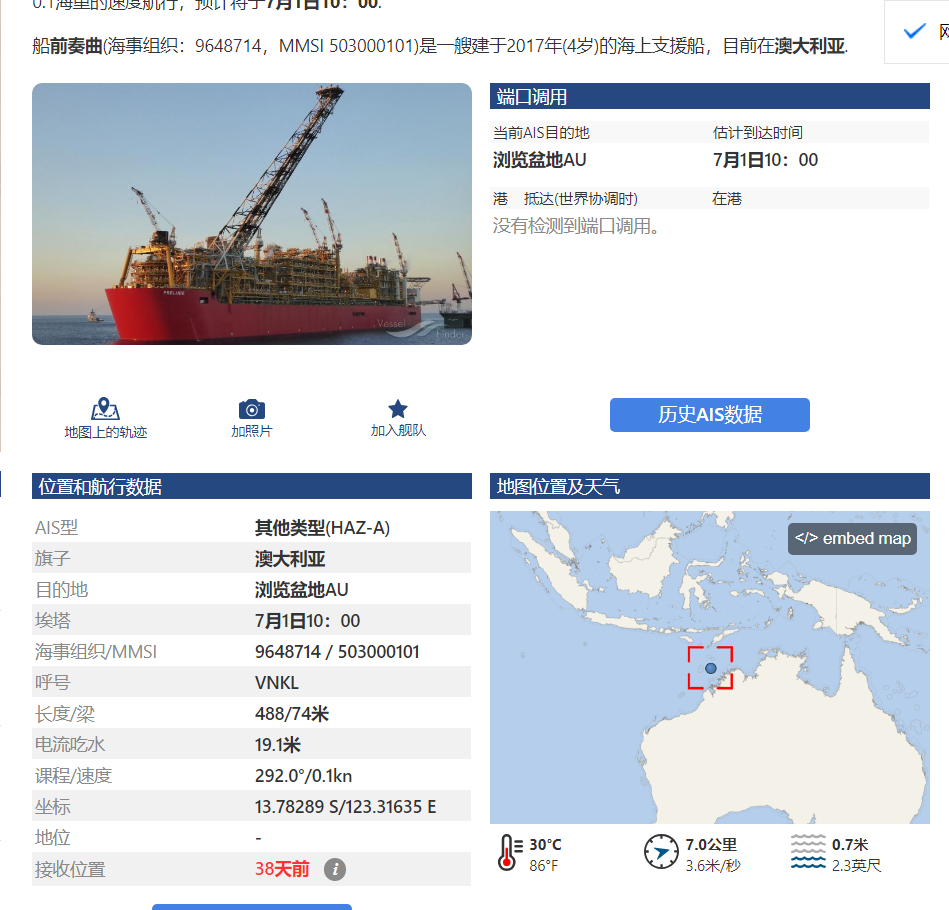 0.1海里的速度航行，预计将于7月1日10：00.
船前奏曲(海事组织：9648714，MMSI 503000101)是一艘建于2017年(4岁)的海上支援船，目前在澳大利亚.
端口调用
当前AIS目的地 估计到达时间
浏览盆地AU 7月1日10：00
港 抵达(世界协调时) 在港
没有检测到端口调用。
PRELUDE
Vessel
Finder
地图上的轨迹 加照片 加入舰队
历史AIS数据
位置和航行数据
AIS型 其他类型(HAZ-A)
旗子 澳大利亚
目的地 浏览盆地AU
埃塔 7月1日10：00
海事组织/MMSI 9648714 / 503000101
呼号 VNKL
长度/梁 488/74米
电流吃水 19.1米
课程/速度 292.0°/0.1kn
坐标 13.78289 S/123.31635 E
地位 -
接收位置 38天前 i
地图位置及天气
</> embed map
30°C 7.0公里 0.7米
86°F 3.6米/秒 2.3英尺